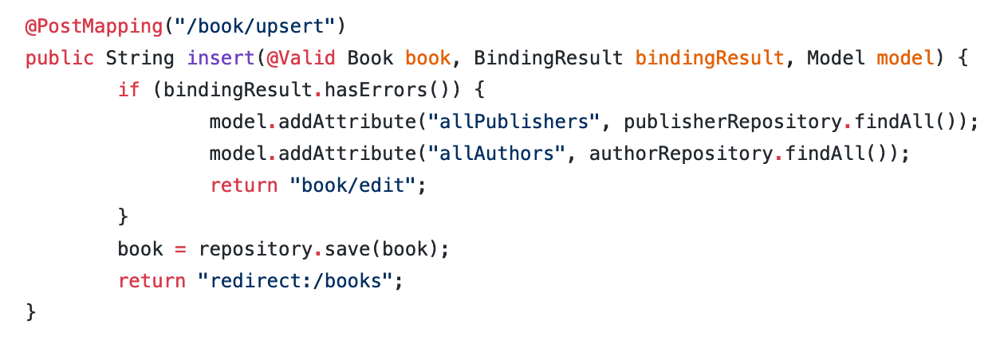 @PostMapping("/book/upsert")
public String insert(@Valid Book book, BindingResult bindingResult, Model model) {
        if (bindingResult.hasErrors()) {
                model.addAttribute("allPublishers", publisherRepository.findAll());
                model.addAttribute("allAuthors", authorRepository.findAll());
                return "book/edit";
        }
        book = repository.save(book);
        return "redirect:/books";
}